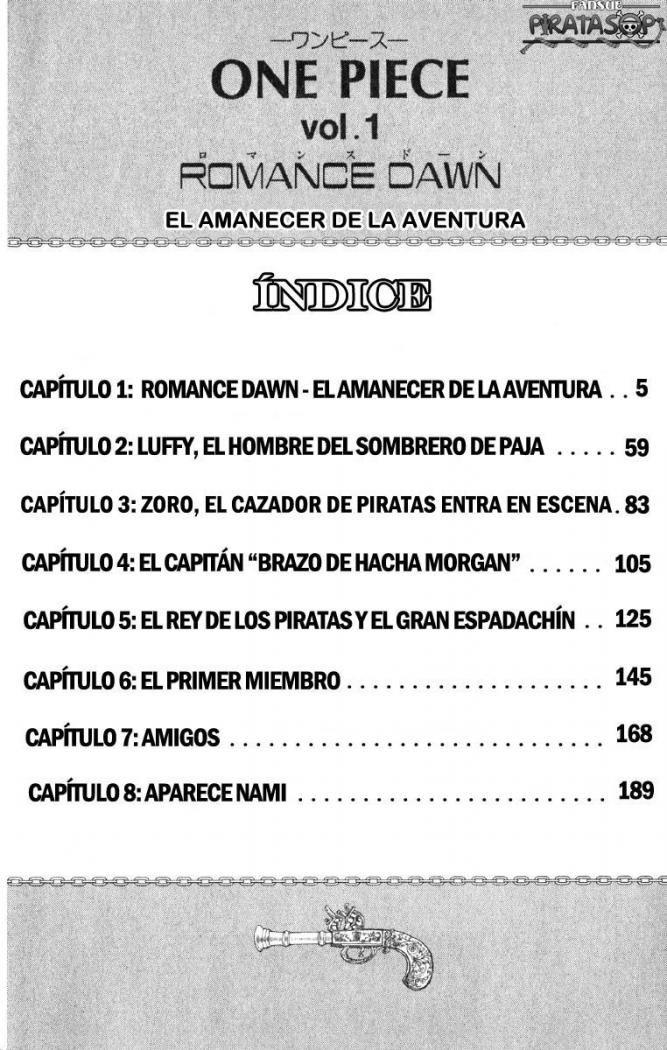 FANSUB
PIRATASOP
―ワンピース―
ONE PIECE
vol.1
ロマンスドーン
ROMANCE DAWN
EL AMANECER DE LA AVENTURA
ÍNDICE
CAPÍTULO 1: ROMANCE DAWN - EL AMANECER DE LA AVENTURA . . 5
CAPÍTULO 2: LUFFY, EL HOMBRE DEL SOMBRERO DE PAJA . . . . . 59
CAPÍTULO 3: ZORO, EL CAZADOR DE PIRATAS ENTRA EN ESCENA. 83
CAPÍTULO 4: EL CAPITÁN “BRAZO DE HACHA MORGAN” . . . . . . 105
CAPÍTULO 5: EL REY DE LOS PIRATAS Y EL GRAN ESPADACHÍN . . 125
CAPÍTULO 6: EL PRIMER MIEMBRO . . . . . . . . . . . . . . . . . . . . 145
CAPÍTULO 7: AMIGOS . . . . . . . . . . . . . . . . . . . . . . . . . . . . . 168
CAPÍTULO 8: APARECE NAMI . . . . . . . . . . . . . . . . . . . . . . . . 189